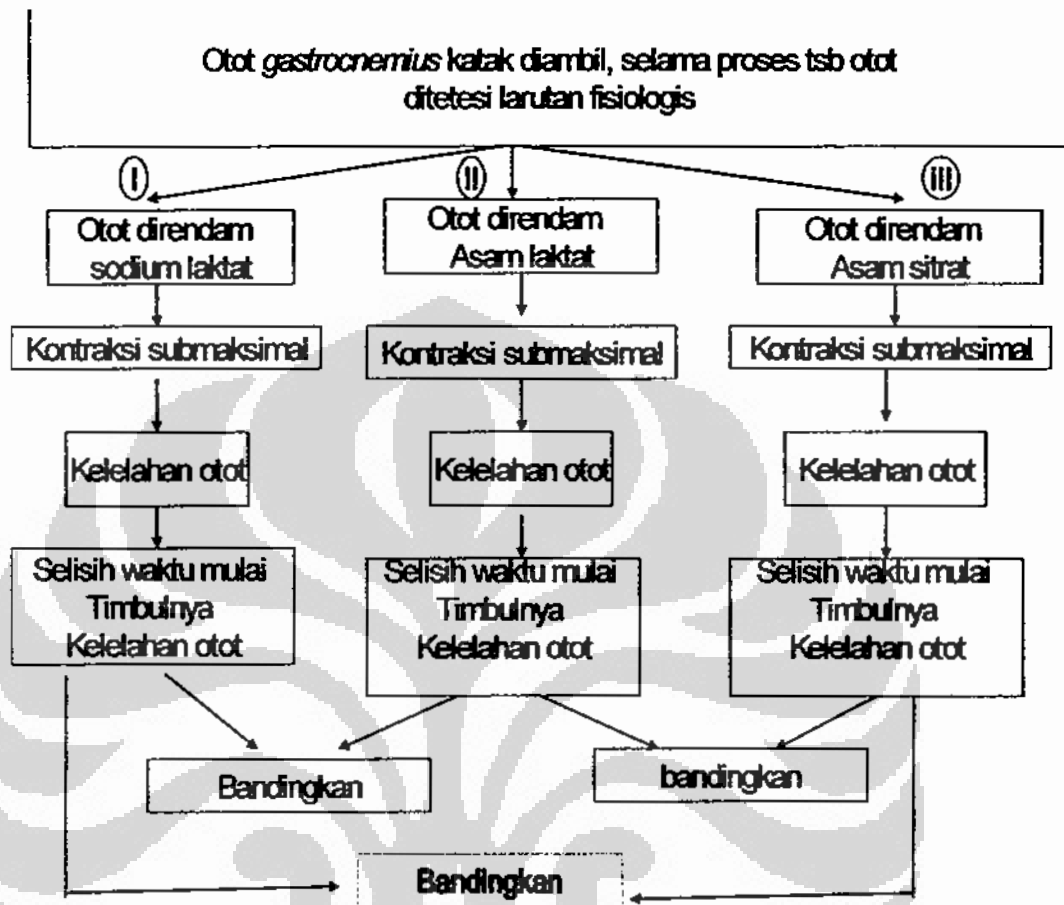 Otot gastrocnemius katak diambil, selama proses tsb otot
ditetesi larutan fisiologis
I
II
III
Otot direndam
sodium laktat
Otot direndam
Asam laktat
Otot direndam
Asam sitrat
Kontraksi submaksimal
Kontraksi submaksimal
Kontraksi submaksimal
Kelelahan otot
Kelelahan otot
Kelelahan otot
Selisih waktu mulai
Timbulnya
Kelelahan otot
Selisih waktu mulai
Timbulnya
Kelelahan otot
Selisih waktu mulai
Timbulnya
Kelelahan otot
Bandingkan
bandingkan
Bandingkan